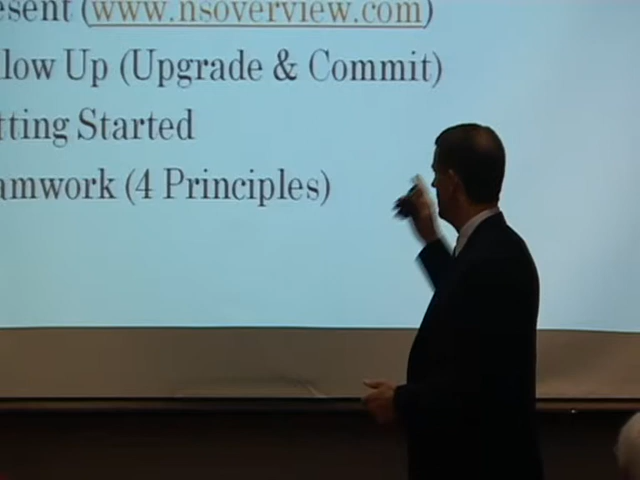 esent (www.nsoverview.com)
llow Up (Upgrade & Commit)
tting Started
amwork (4 Principles)